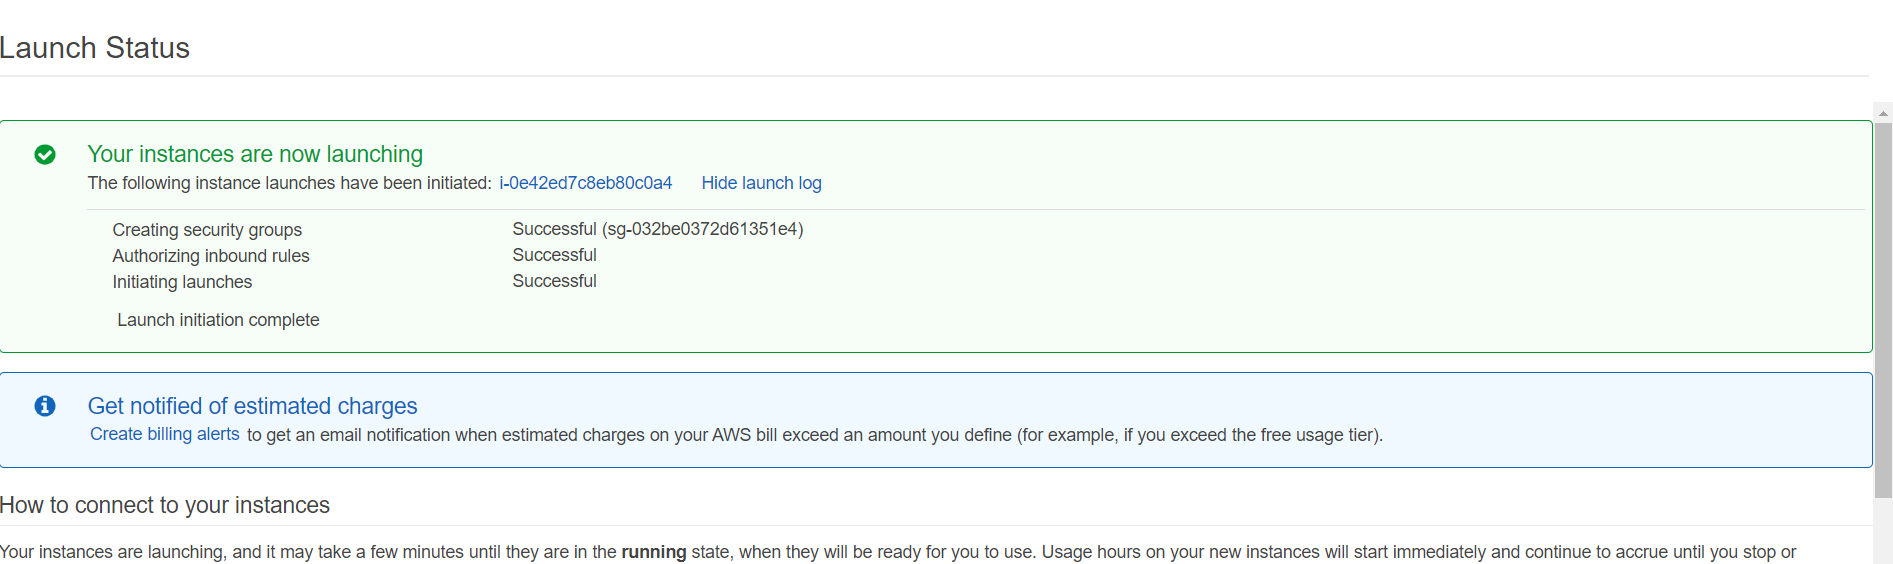 Launch Status
Your instances are now launching
The following instance launches have been initiated: i-0e42ed7c8eb80c0a4 Hide launch log
Creating security groups Successful (sg-032be0372d61351e4)
Authorizing inbound rules Successful
Initiating launches Successful
Launch initiation complete
Get notified of estimated charges
Create billing alerts to get an email notification when estimated charges on your AWS bill exceed an amount you define (for example, if you exceed the free usage tier).
How to connect to your instances
Your instances are launching, and it may take a few minutes until they are in the running state, when they will be ready for you to use. Usage hours on your new instances will start immediately and continue to accrue until you stop or